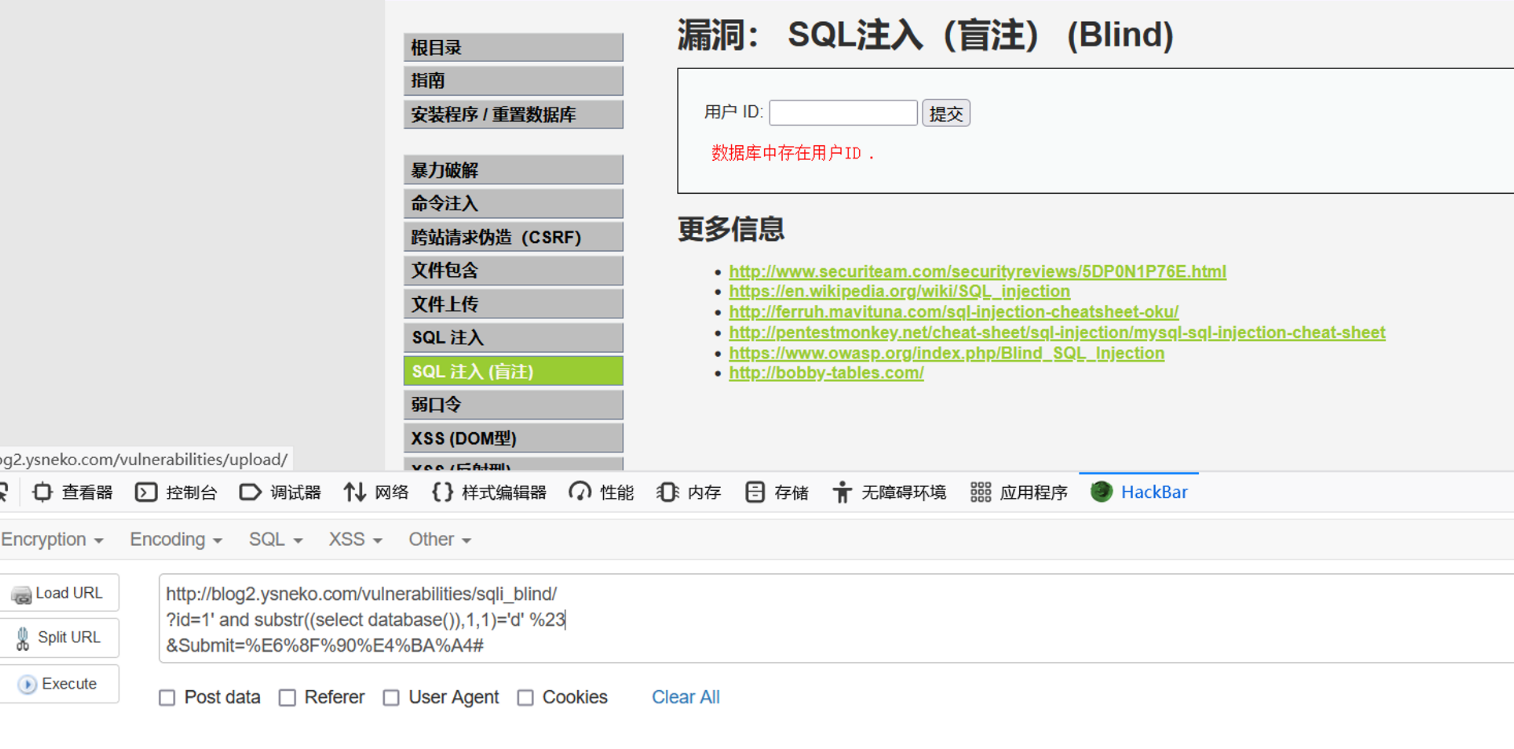 漏洞： SQL注入（盲注） (Blind)
根目录
指南
安装程序 / 重置数据库
暴力破解
命令注入
跨站请求伪造（CSRF)
文件包含
文件上传
SQL 注入
SQL 注入 (盲注)
弱口令
XSS (DOM型)
XSS (反射型)
用户 ID:
提交
数据库中存在用户ID .
更多信息
http://www.securiteam.com/securityreviews/5DP0N1P76E.html
https://en.wikipedia.org/wiki/SQL_injection
http://ferruh.mavituna.com/sql-injection-cheatsheet-oku/
http://pentestmonkey.net/cheat-sheet/sql-injection/mysql-sql-injection-cheat-sheet
https://www.owasp.org/index.php/Blind_SQL_Injection
http://bobby-tables.com/
og2.ysneko.com/vulnerabilities/upload/
查看器 控制台 调试器 网络 样式编辑器 性能 内存 存储 无障碍环境 应用程序 HackBar
Encryption Encoding SQL XSS Other
Load URL
Split URL
Execute
http://blog2.ysneko.com/vulnerabilities/sqli_blind/
?id=1' and substr((select database()),1,1)='d' %23
&Submit=%E6%8F%90%E4%BA%A4#
Post data Referer User Agent Cookies Clear All